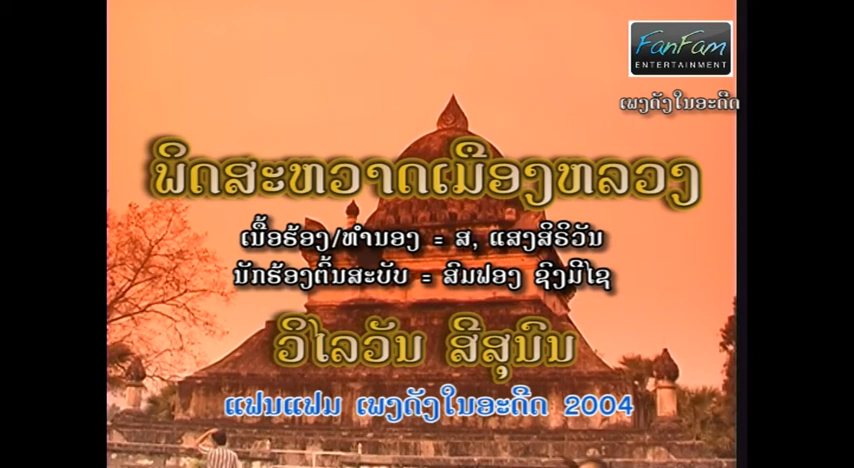 FanFam
ENTERTAINMENT
ເພງດັງໃນອະດີດ
ພິດສະຫວາດເມືອງຫລວງ
ເນື້ອຮ້ອງ/ທຳນອງ = ສ, ແສງສິຣິວັນ
ນັກຮ້ອງຕົ້ນສະບັບ = ສົມຟອງ ຊົງມີໄຊ
ວິໄລວັນ ສີສຸນົນ
ແຟນແຟມ ເພງດັງໃນອະດີດ 2004